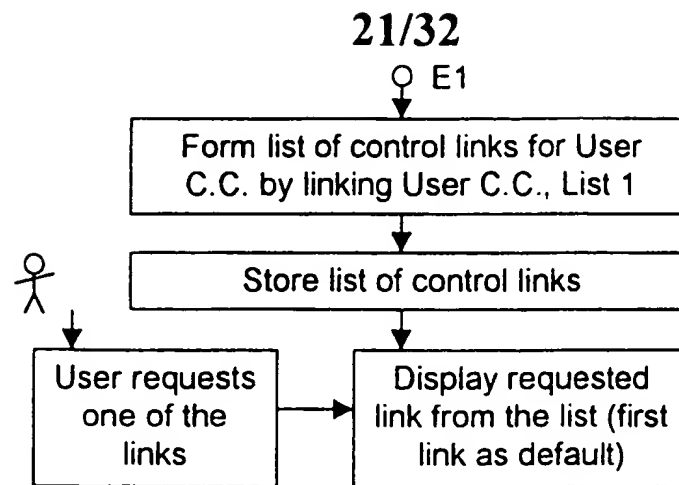 21/32
E1
Form list of control links for User
C.C. by linking User C.C., List 1
Store list of control links
User requests
one of the
links
Display requested
link from the list (first
link as default)